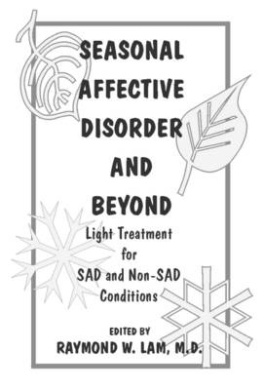 SEASONAL
AFFECTIVE
DISORDER
AND
BEYOND
Light Treatment
for
SAD and Non-SAD
Conditions
EDITED BY
RAYMOND W. LAM, M.D.